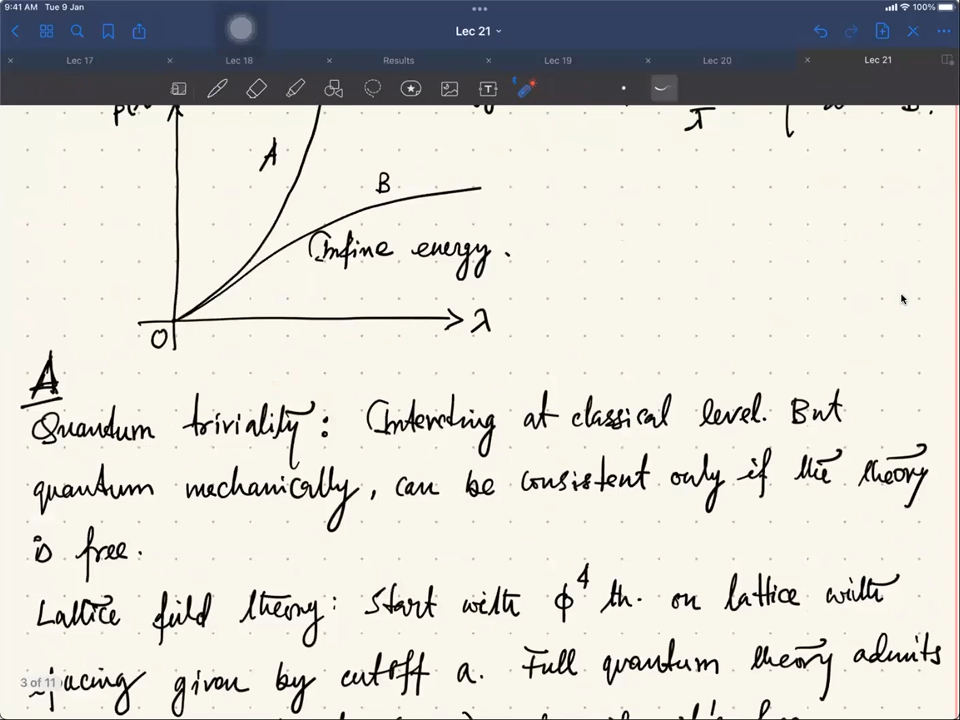 9:41 AM Tue 9 Jan
100%
Lec 21
Lec 17
Lec 18
Results
Lec 19
Lec 20
Lec 21
A
B
Infine energy.
O
λ
A
Quantum triviality: Interesting at classical level. But
quantum mechanically, can be consistent only if the theory
is free.
Lattice field theory: Start with ϕ⁴ th. on lattice with
given by cutoff a. Full quantum theory admits
3 of 11